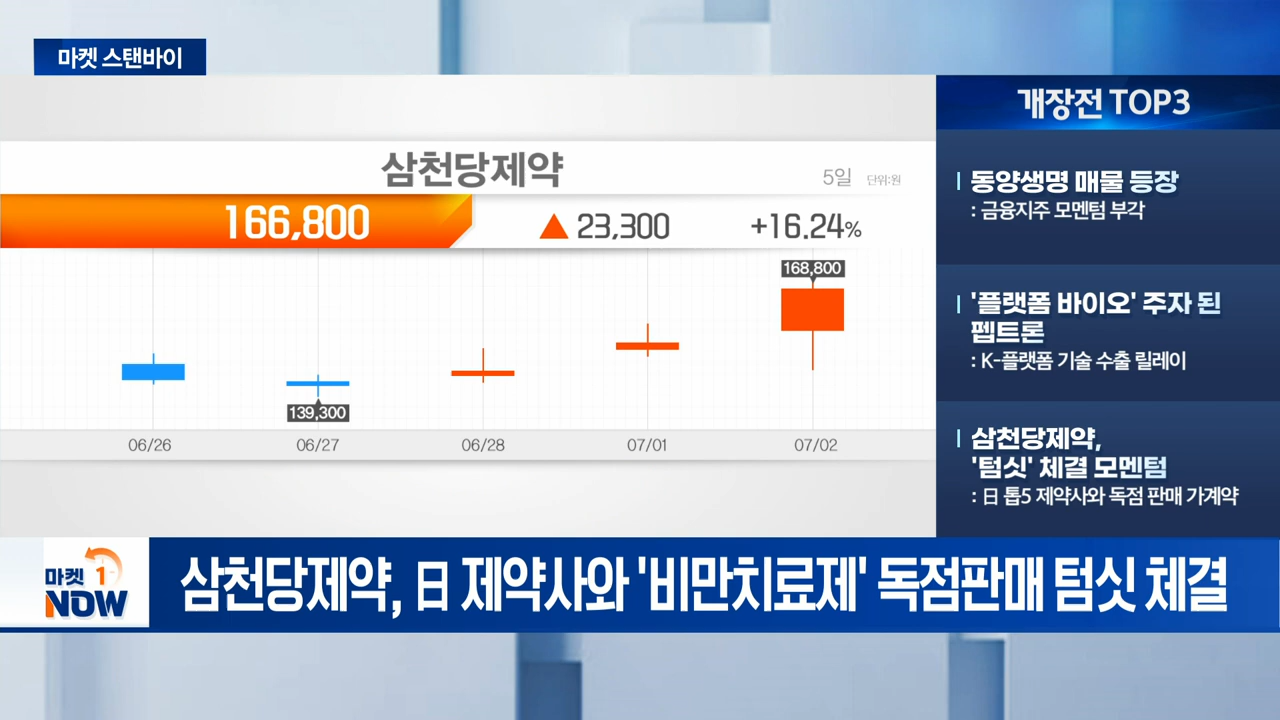 마켓 스탠바이
삼천당제약
5일 단위:원
166,800 ▲ 23,300 +16.24%
168,800
139,300
06/26 06/27 06/28 07/01 07/02
개장전 TOP3
동양생명 매물 등장
: 금융지주 모멘텀 부각
'플랫폼 바이오' 주자 된
펩트론
: K-플랫폼 기술 수출 릴레이
삼천당제약,
'텀싯' 체결 모멘텀
: 日 톱5 제약사와 독점 판매 가계약
마켓 1
NOW
삼천당제약, 日 제약사와 '비만치료제' 독점판매 텀싯 체결